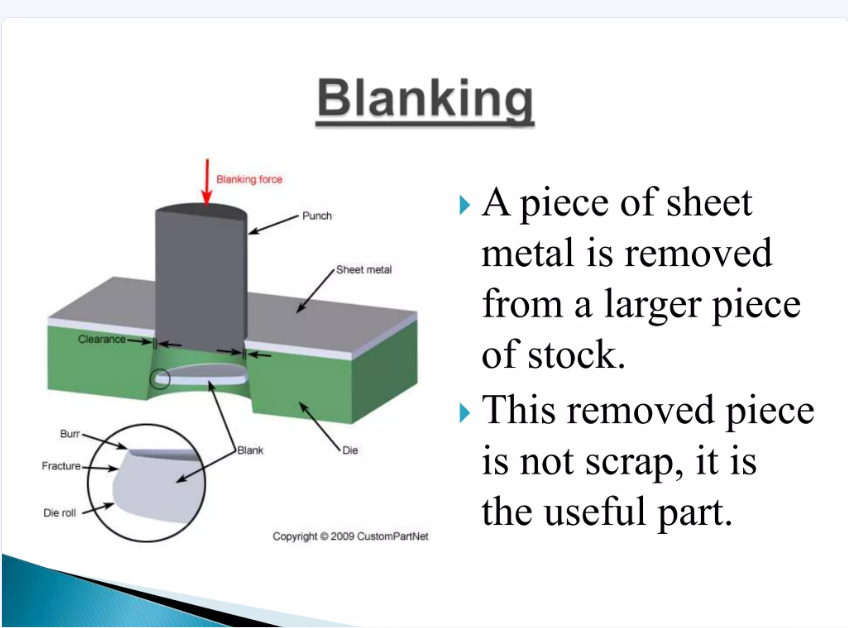 Blanking
Blanking force
Punch
Sheet metal
Clearance
Burr
Fracture
Die roll
Blank
Die
Copyright © 2009 CustomPartNet
A piece of sheet
metal is removed
from a larger piece
of stock.
This removed piece
is not scrap, it is
the useful part.